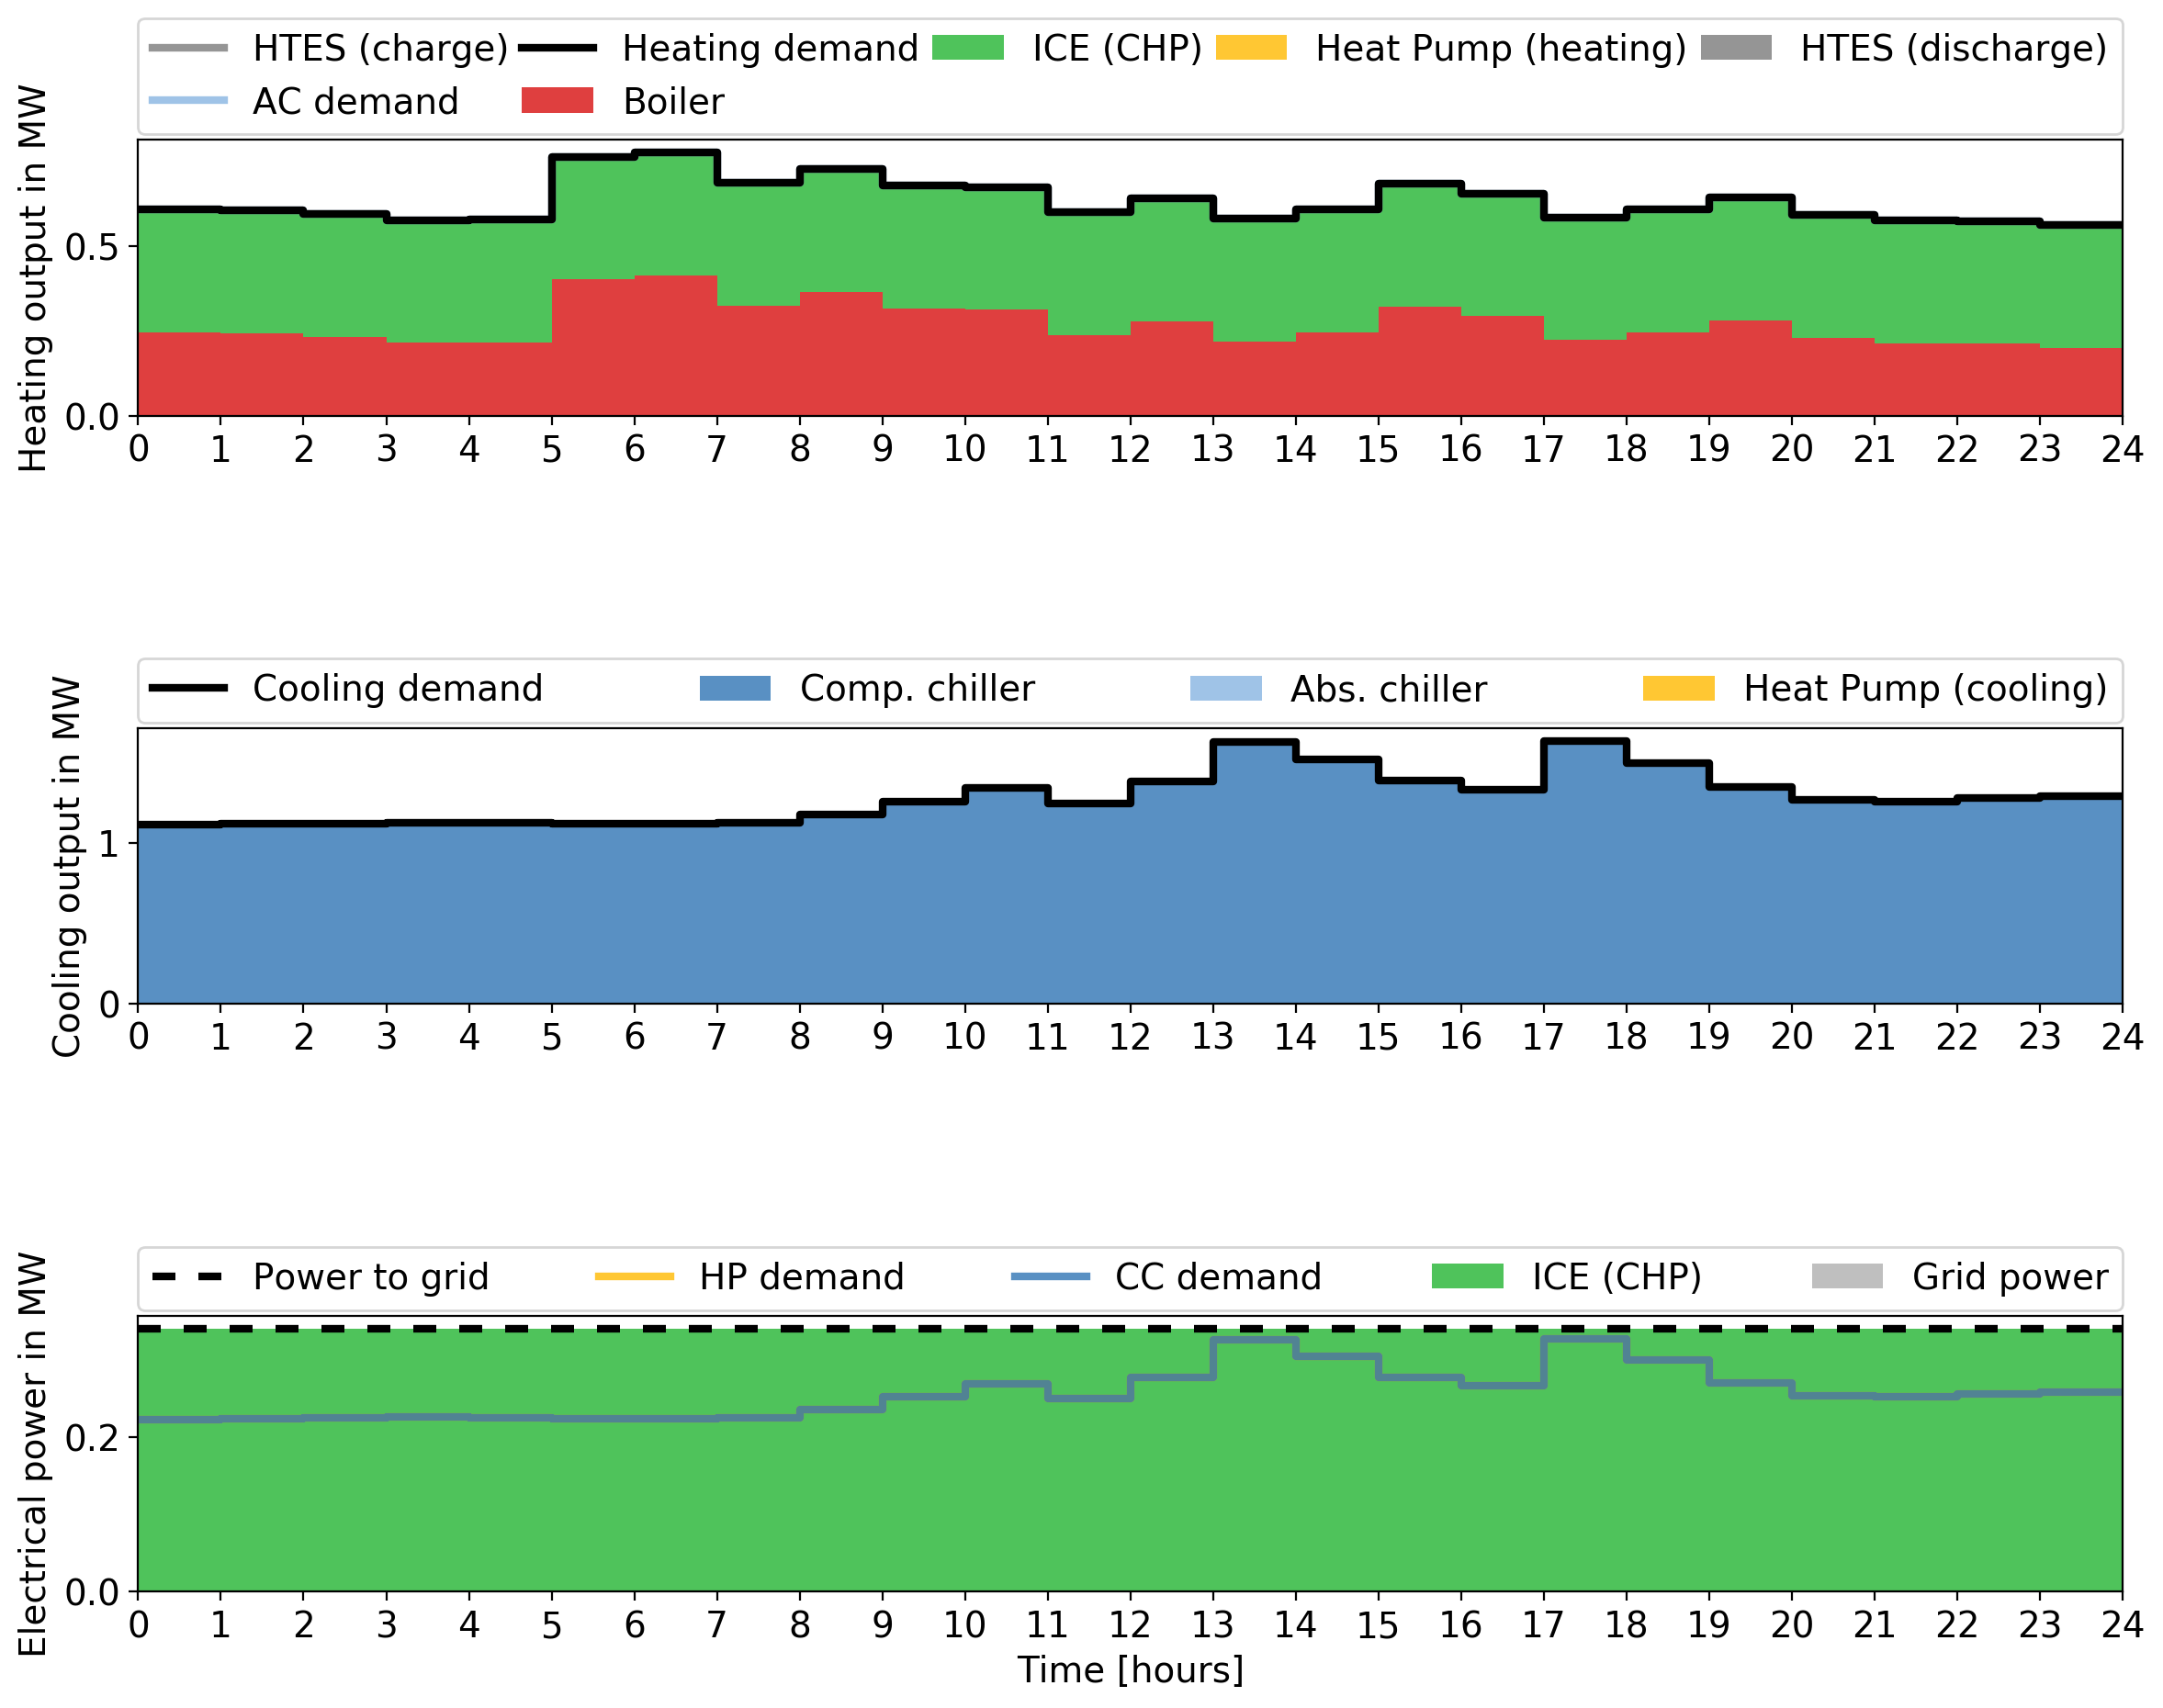 HTES (charge) Heating demand ICE (CHP) Heat Pump (heating) HTES (discharge)
AC demand Boiler
Heating output in MW
0.5
0.0
0 1 2 3 4 5 6 7 8 9 10 11 12 13 14 15 16 17 18 19 20 21 22 23 24
Cooling demand Comp. chiller Abs. chiller Heat Pump (cooling)
Cooling output in MW
1
0
0 1 2 3 4 5 6 7 8 9 10 11 12 13 14 15 16 17 18 19 20 21 22 23 24
Power to grid HP demand CC demand ICE (CHP) Grid power
Electrical power in MW
0.2
0.0
0 1 2 3 4 5 6 7 8 9 10 11 12 13 14 15 16 17 18 19 20 21 22 23 24
Time [hours]